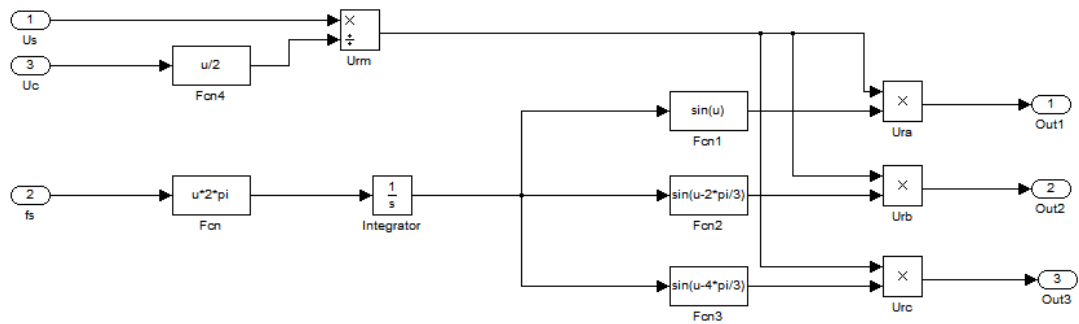 1
Us
3
Uc
u/2
Fcn4
×
÷
Urm
sin(u)
Fcn1
×
Ura
1
Out1
2
fs
u*2*pi
Fcn
1
s
Integrator
sin(u-2*pi/3)
Fcn2
×
Urb
2
Out2
sin(u-4*pi/3)
Fcn3
×
Urc
3
Out3